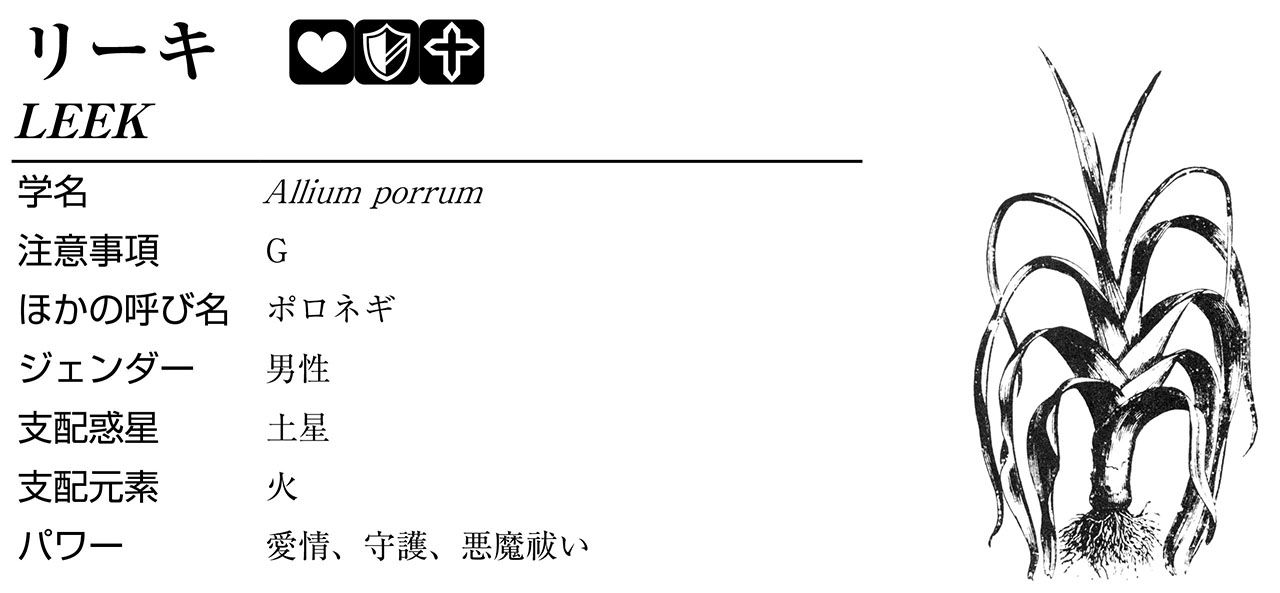 リーキ
LEEK
学名 Allium porrum
注意事項 G
ほかの呼び名 ポロネギ
ジェンダー 男性
支配惑星 土星
支配元素 火
パワー 愛情、守護、悪魔祓い